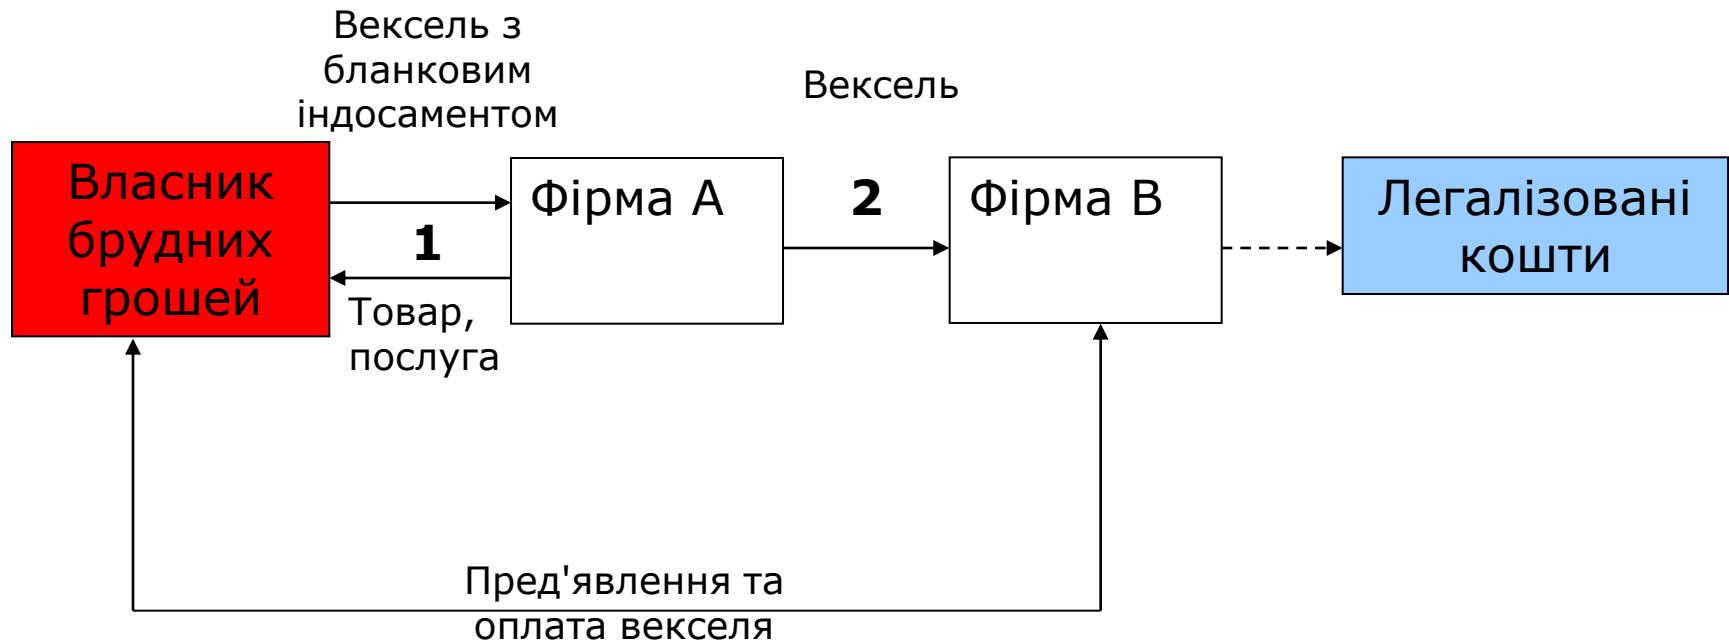 Вексель з
бланковим
індосаментом
Вексель
Власник
брудних
грошей
1
Фірма А
2
Фірма В
Легалізовані
кошти
Товар,
послуга
Пред'явлення та
оплата векселя